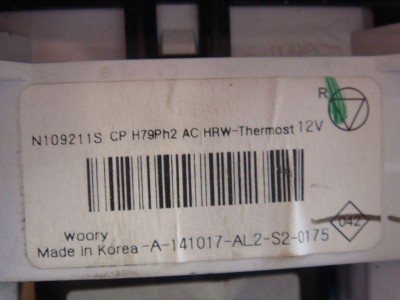 R
N109211S CP H79Ph2 AC HRW-Thermost 12V
042
Woory
Made in Korea -A-141017-AL2-S2-0175